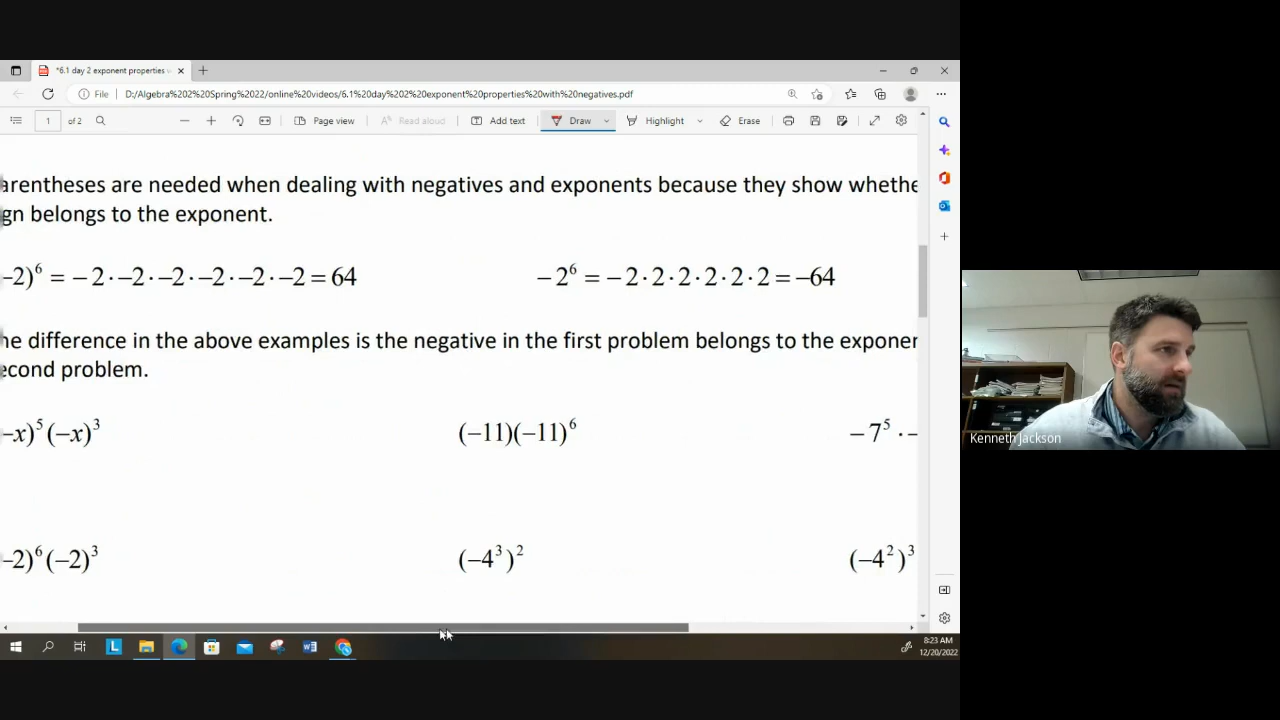 *6.1 day 2 exponent properties
File D:/Algebra%202%20Spring%2022/online%20videos/6.1%20day%202%20exponent%20properties%20with%20negatives.pdf
1 of 2 Page view Read aloud Add text Draw Highlight Erase
arentheses are needed when dealing with negatives and exponents because they show whethe
gn belongs to the exponent.
–2)⁶ = – 2 · –2 · –2 · –2 · –2 · –2 = 64 – 2⁶ = – 2 · 2 · 2 · 2 · 2 · 2 = –64
he difference in the above examples is the negative in the first problem belongs to the exponen
econd problem.
–x)⁵ (–x)³ (–11)(–11)⁶ – 7⁵ · –
–2)⁶ (–2)³ (–4³)² (–4²)³
Kenneth Jackson
8:23 AM
12/20/2022